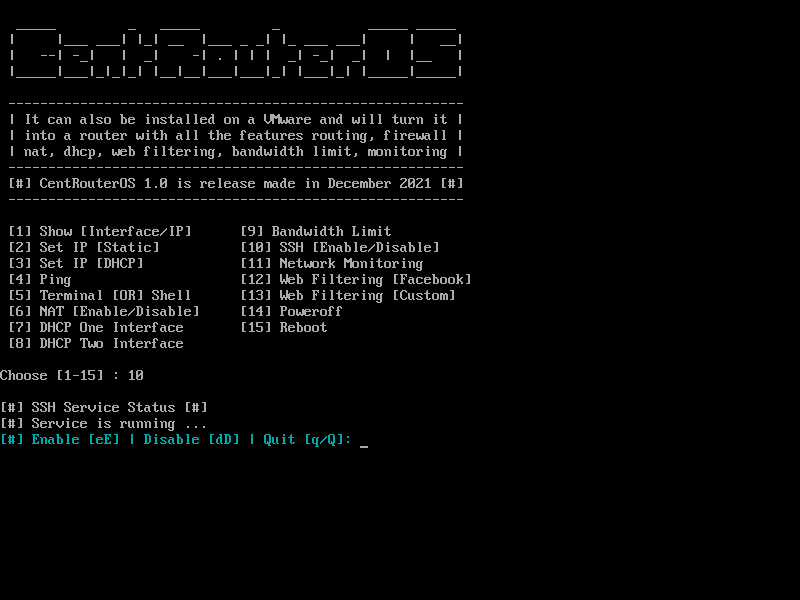 CentRouterOS
| It can also be installed on a VMware and will turn it |
| into a router with all the features routing, firewall |
| nat, dhcp, web filtering, bandwidth limit, monitoring |
[#] CentRouterOS 1.0 is release made in December 2021 [#]
[1] Show [Interface/IP] [9] Bandwidth Limit
[2] Set IP [Static] [10] SSH [Enable/Disable]
[3] Set IP [DHCP] [11] Network Monitoring
[4] Ping [12] Web Filtering [Facebook]
[5] Terminal [OR] Shell [13] Web Filtering [Custom]
[6] NAT [Enable/Disable] [14] Poweroff
[7] DHCP One Interface [15] Reboot
[8] DHCP Two Interface
Choose [1-15] : 10
[#] SSH Service Status [#]
[#] Service is running ...
[#] Enable [eE] | Disable [dD] | Quit [q/Q]: _